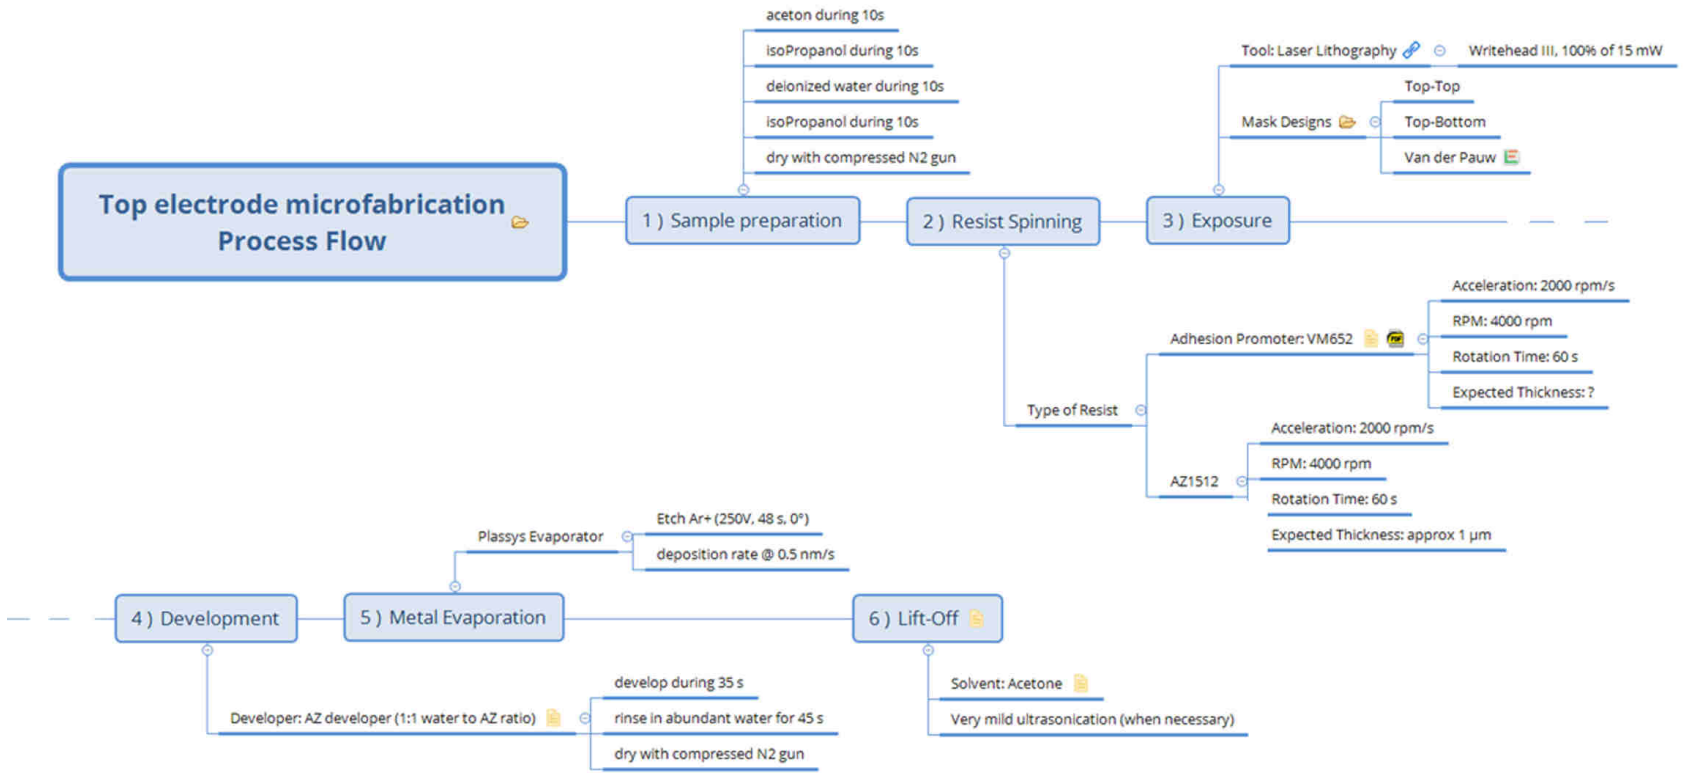 Top electrode microfabrication
Process Flow
1 ) Sample preparation
aceton during 10s
isoPropanol during 10s
deionized water during 10s
isoPropanol during 10s
dry with compressed N2 gun
2 ) Resist Spinning
Type of Resist
Adhesion Promoter: VM652
Acceleration: 2000 rpm/s
RPM: 4000 rpm
Rotation Time: 60 s
Expected Thickness: ?
AZ1512
Acceleration: 2000 rpm/s
RPM: 4000 rpm
Rotation Time: 60 s
Expected Thickness: approx 1 µm
3 ) Exposure
Tool: Laser Lithography
Writehead III, 100% of 15 mW
Mask Designs
Top-Top
Top-Bottom
Van der Pauw
4 ) Development
Developer: AZ developer (1:1 water to AZ ratio)
develop during 35 s
rinse in abundant water for 45 s
dry with compressed N2 gun
5 ) Metal Evaporation
Plassys Evaporator
Etch Ar+ (250V, 48 s, 0°)
deposition rate @ 0.5 nm/s
6 ) Lift-Off
Solvent: Acetone
Very mild ultrasonication (when necessary)